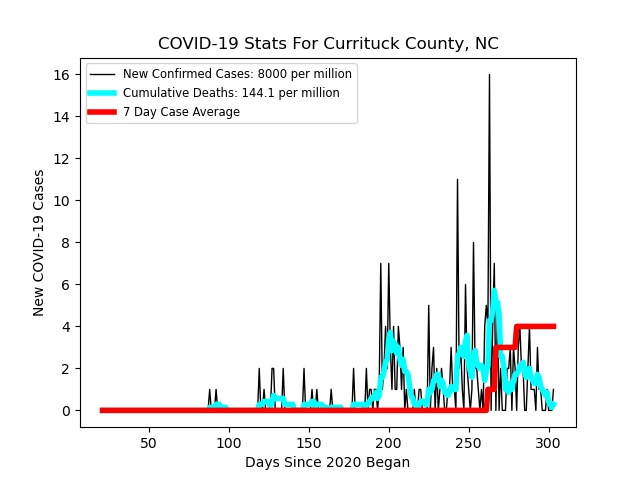 COVID-19 Stats For Currituck County, NC
New Confirmed Cases: 8000 per million
Cumulative Deaths: 144.1 per million
7 Day Case Average
New COVID-19 Cases
16
14
12
10
8
6
4
2
0
50 100 150 200 250 300
Days Since 2020 Began